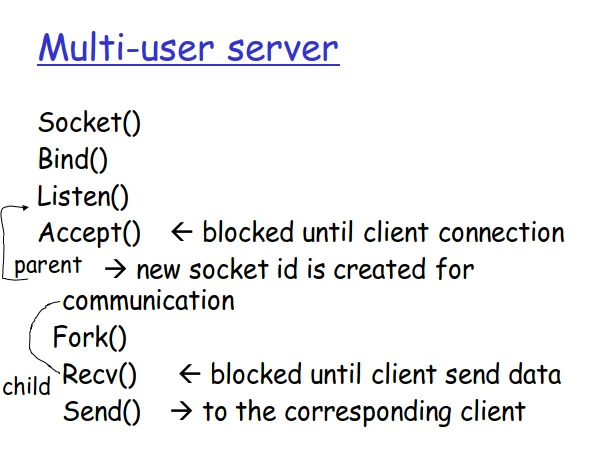 Multi-user server
Socket()
Bind()
Listen()
Accept() ← blocked until client connection
parent → new socket id is created for
communication
Fork()
Recv() ← blocked until client send data
child
Send() → to the corresponding client